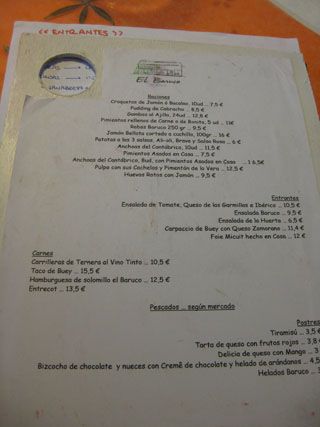 << ENTRANTES >>
El Baruco
Raciones
Croquetas de Jamón ó Bacalao, 10ud ... 7,5 €
Pudding de Cabracho ... 8,5 €
Gambas al Ajillo, 24ud ... 12,5 €
Pimientos rellenos de Carne o de Bonito, 5 ud ... 11€
Rabas Baruco 250 gr ... 9,5 €
Jamón Bellota cortado a cuchillo, 100gr ... 16 €
Patatas a las 3 salsas, Ali-oli, Brava y Salsa Rosa ... 6 €
Anchoas del Cantábrico, 10ud ... 11,5 €
Pimientos Asados en Casa ... 7,5 €
Anchoas del Cantábrico, 8ud, con Pimientos Asados en Casa ... 16,5€
Pulpo con sus Cachelos y Pimentón de la Vera ... 12,5 €
Huevos Rotos con Jamón ... 9,5 €
Entrantes
Ensalada de Tomate, Queso de las Garmillas e Ibérico ... 10,5 €
Ensalada Baruco ... 9,5 €
Ensalada de la Huerta ... 6,5 €
Carpaccio de Buey con Queso Zamorano ... 11,4 €
Foie Micuit hecho en Casa ... 12 €
Carnes
Carrilleras de Ternera al Vino Tinto ... 10,5 €
Taco de Buey ... 15,5 €
Hamburguesa de solomillo el Baruco ... 12,5 €
Entrecot ... 13,5 €
Pescados ... según mercado
Postres
Tiramisú ... 3,5 €
Tarta de queso con frutos rojos ... 3,8
Delicia de queso con Mango ... 3
Bizcocho de chocolate y nueces con Cremê de chocolate y helado de arándanos ... 4,5
Helados Baruco ... 3